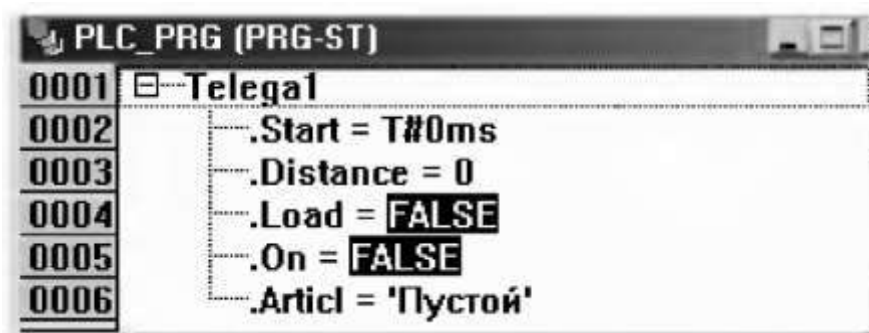 PLC_PRG (PRG-ST)
0001 Telega1
0002 .Start = T#0ms
0003 .Distance = 0
0004 .Load = FALSE
0005 .On = FALSE
0006 .Articl = 'Пустой'